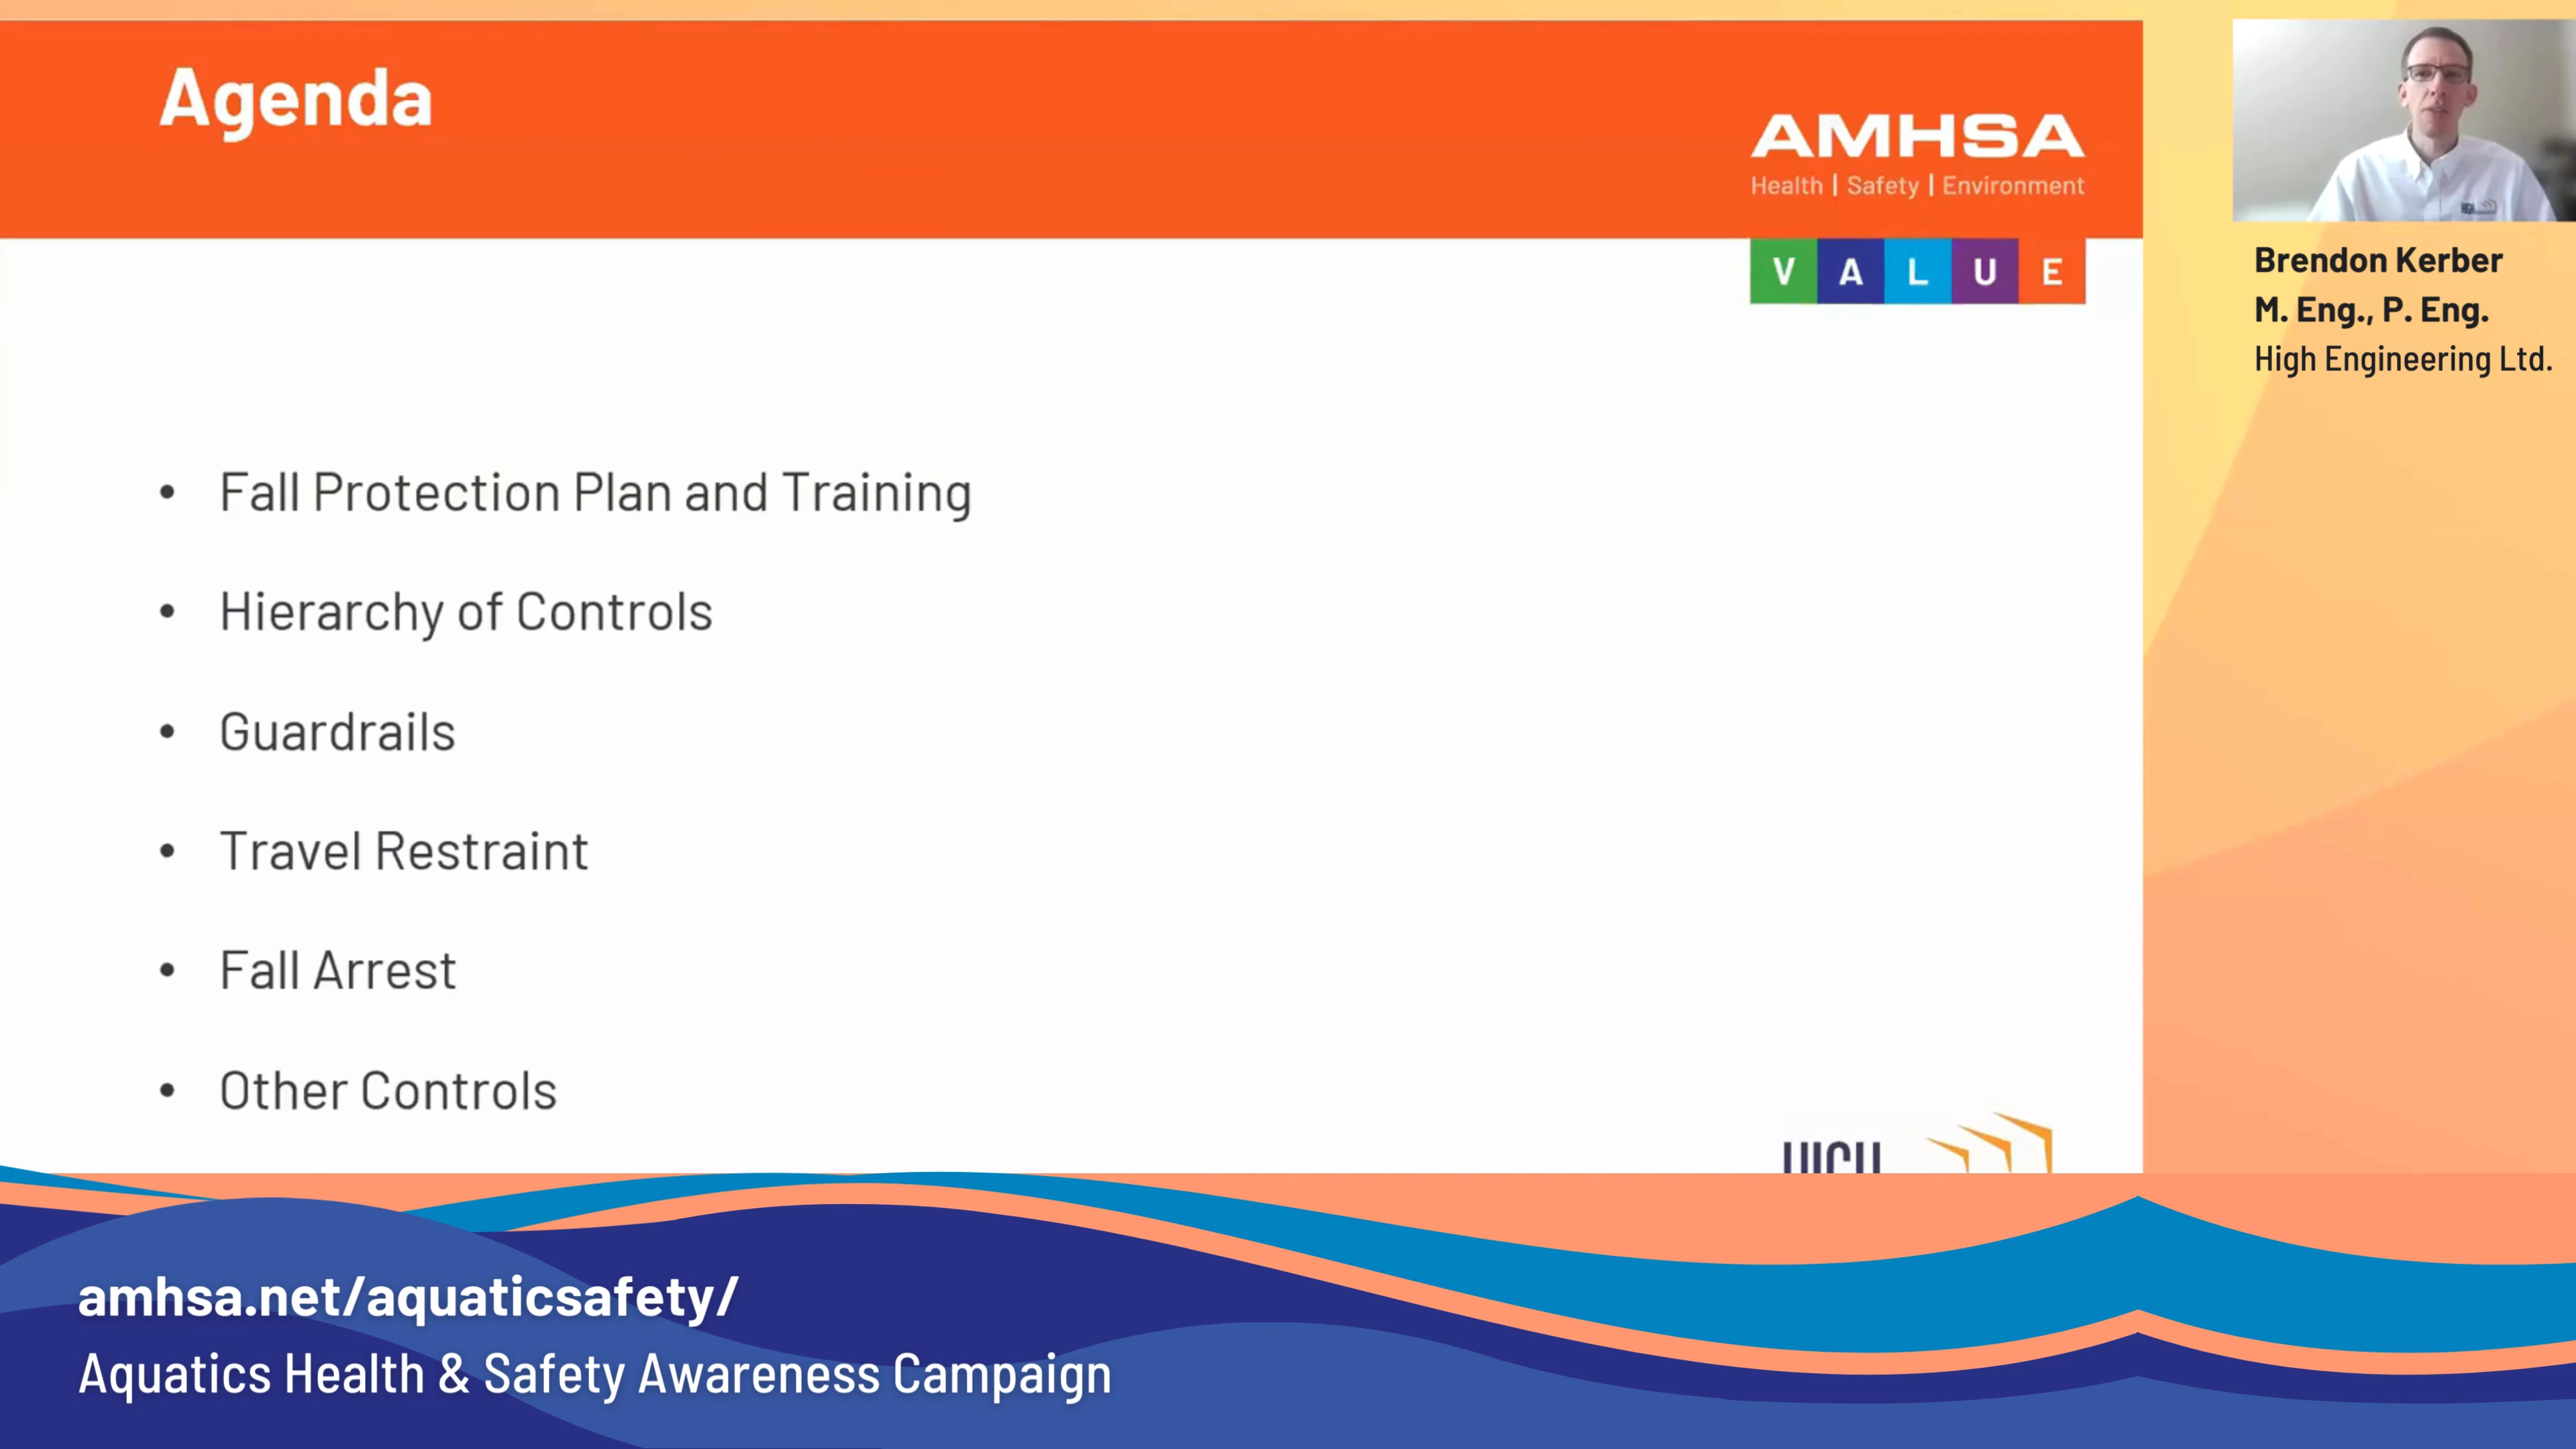 Agenda
AMHSA
Health | Safety | Environment
V A L U E
Brendon Kerber
M. Eng., P. Eng.
High Engineering Ltd.
• Fall Protection Plan and Training
• Hierarchy of Controls
• Guardrails
• Travel Restraint
• Fall Arrest
• Other Controls
amhsa.net/aquaticsafety/
Aquatics Health & Safety Awareness Campaign